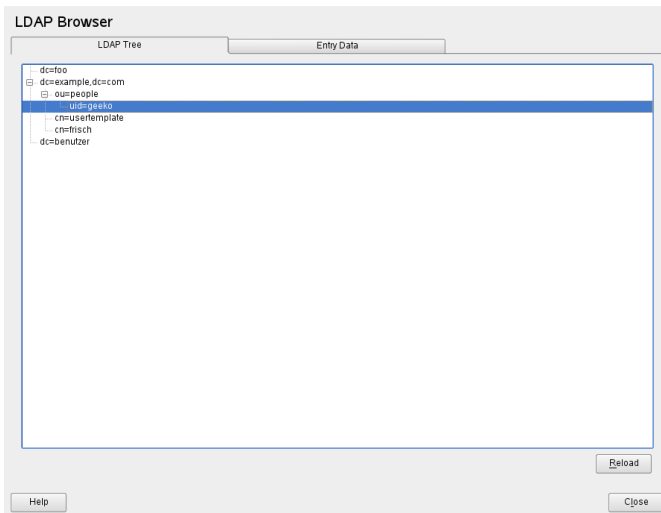 LDAP Browser
LDAP Tree
Entry Data
dc=foo
dc=example,dc=com
ou=people
uid=geeko
cn=usertemplate
cn=frisch
dc=benutzer
Reload
Help
Close